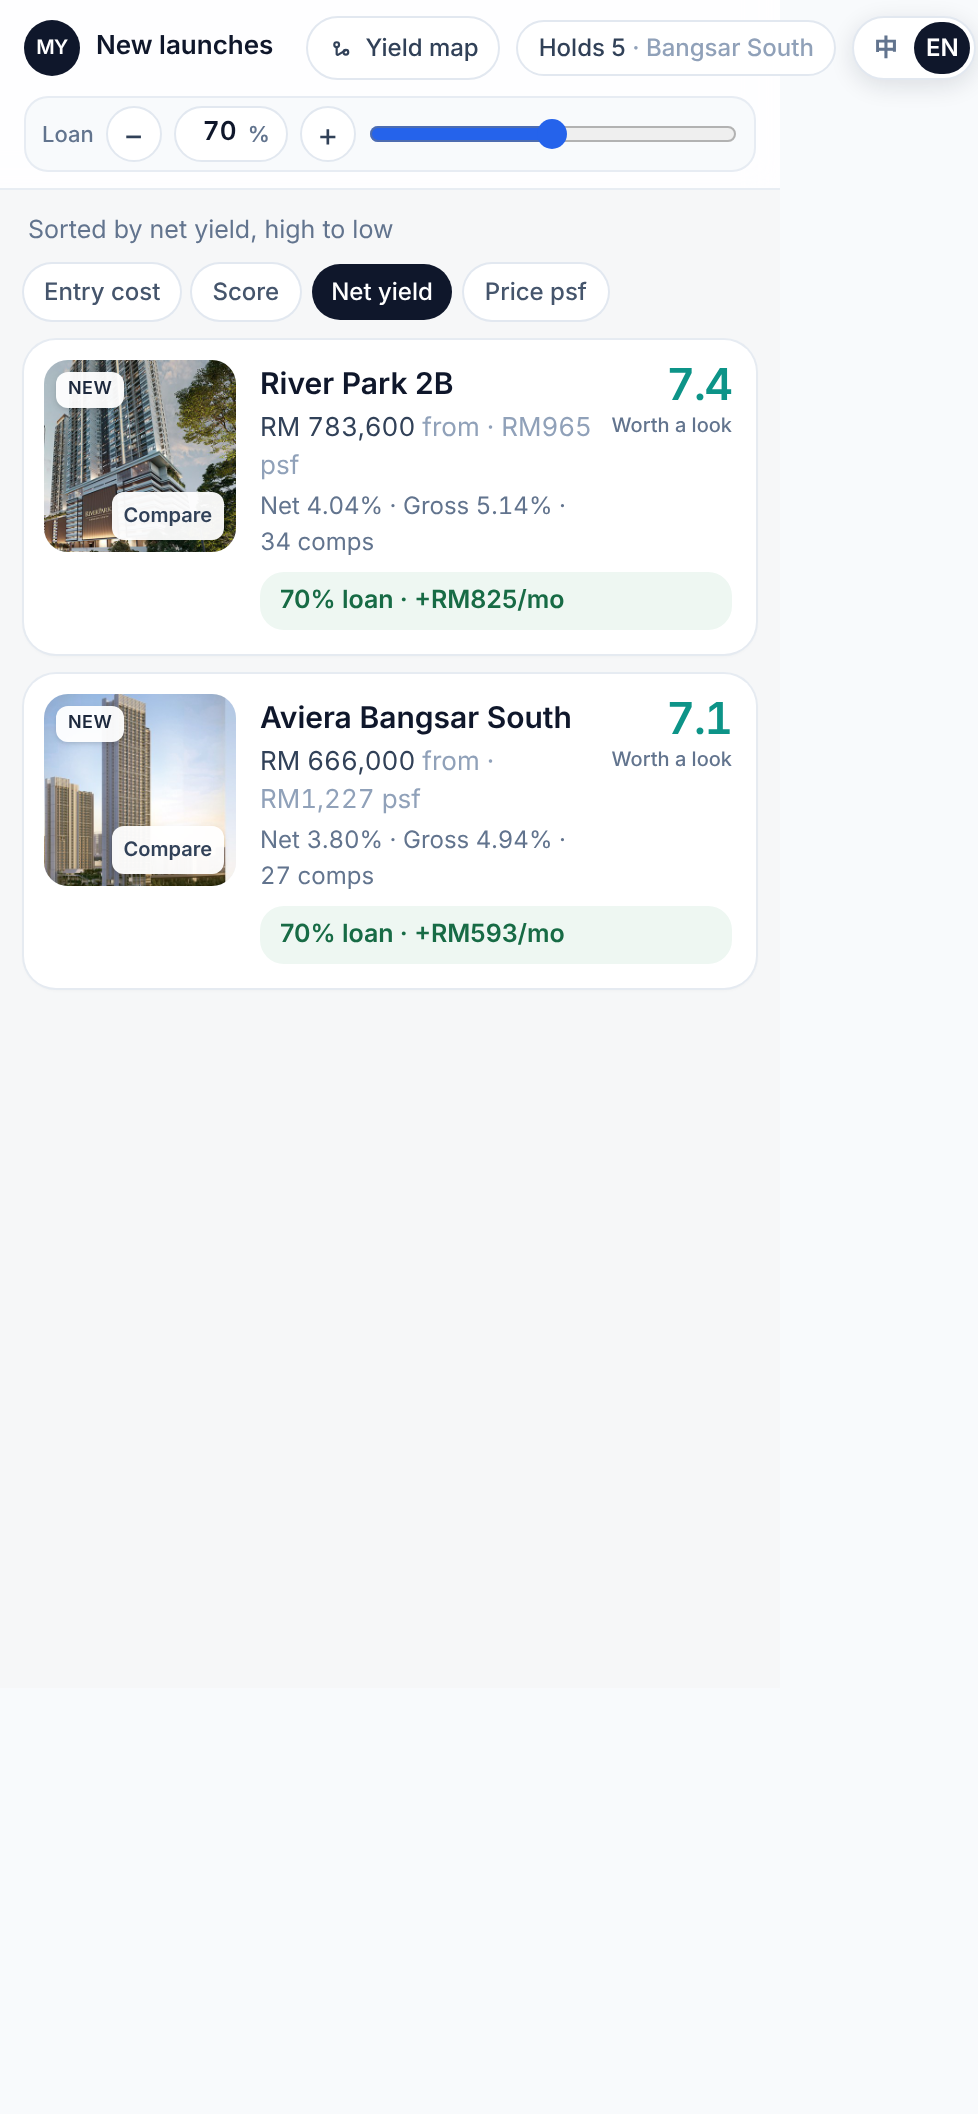 MY New launches Yield map Holds 5 · Bangsar South 中 EN
Loan − 70 % +
Sorted by net yield, high to low
Entry cost Score Net yield Price psf
NEW
Compare
River Park 2B
7.4
RM 783,600 from · RM965
psf
Worth a look
Net 4.04% · Gross 5.14% ·
34 comps
70% loan · +RM825/mo
NEW
Compare
Aviera Bangsar South
7.1
RM 666,000 from ·
RM1,227 psf
Worth a look
Net 3.80% · Gross 4.94% ·
27 comps
70% loan · +RM593/mo